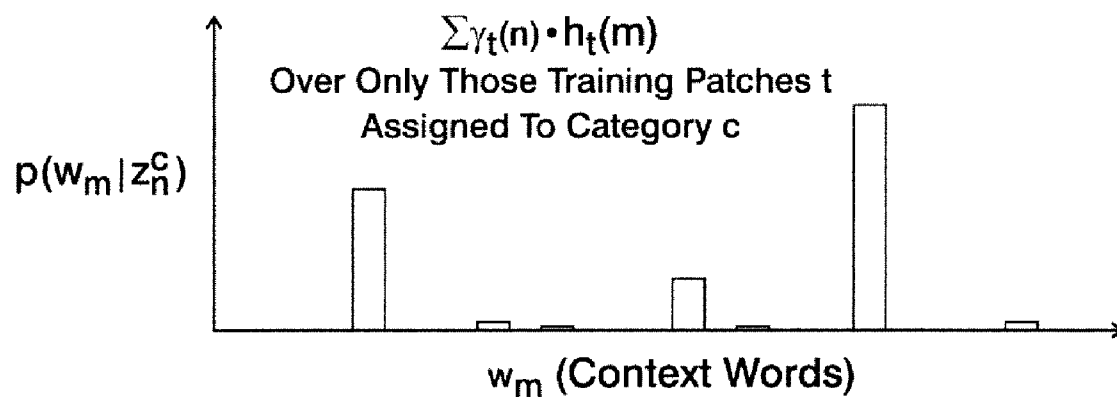 ∑γₜ(n)•hₜ(m)
Over Only Those Training Patches t
Assigned To Category c
p(wₘ|zₙᶜ)
wₘ (Context Words)